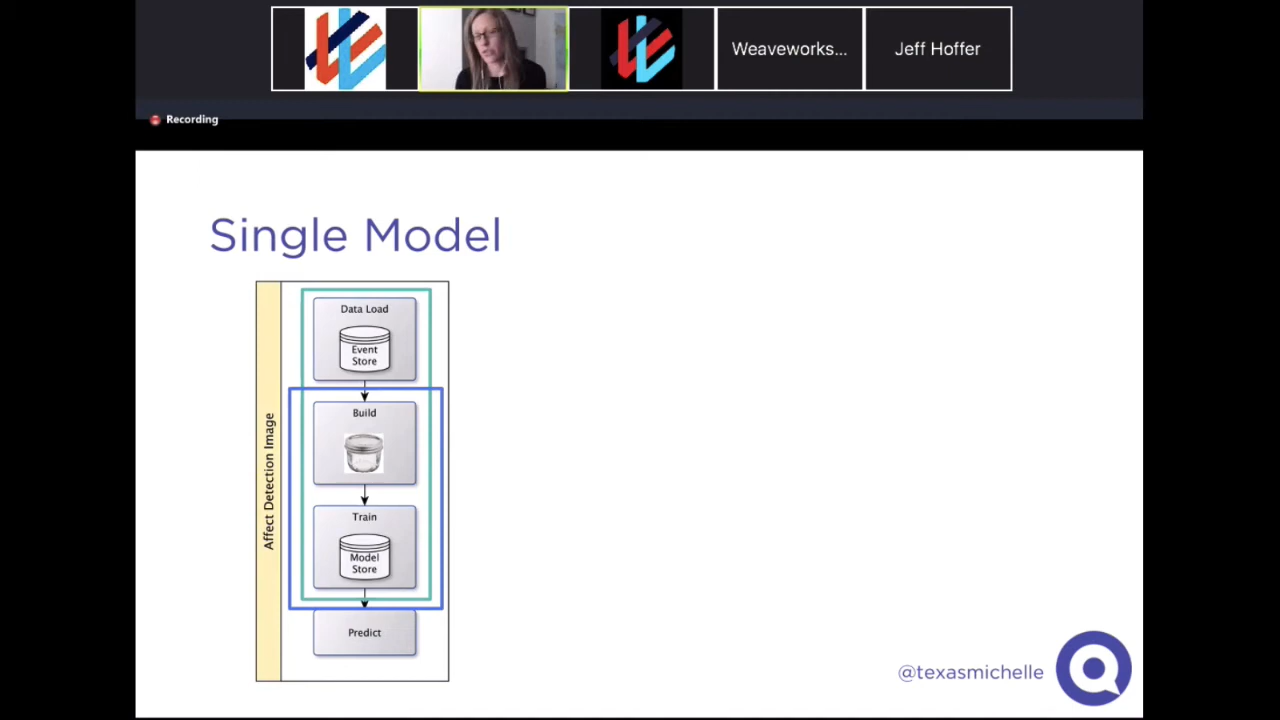 Weaveworks...
Jeff Hoffer
Recording
Single Model
Affect Detection Image
Data Load
Event
Store
Build
Train
Model
Store
Predict
@texasmichelle